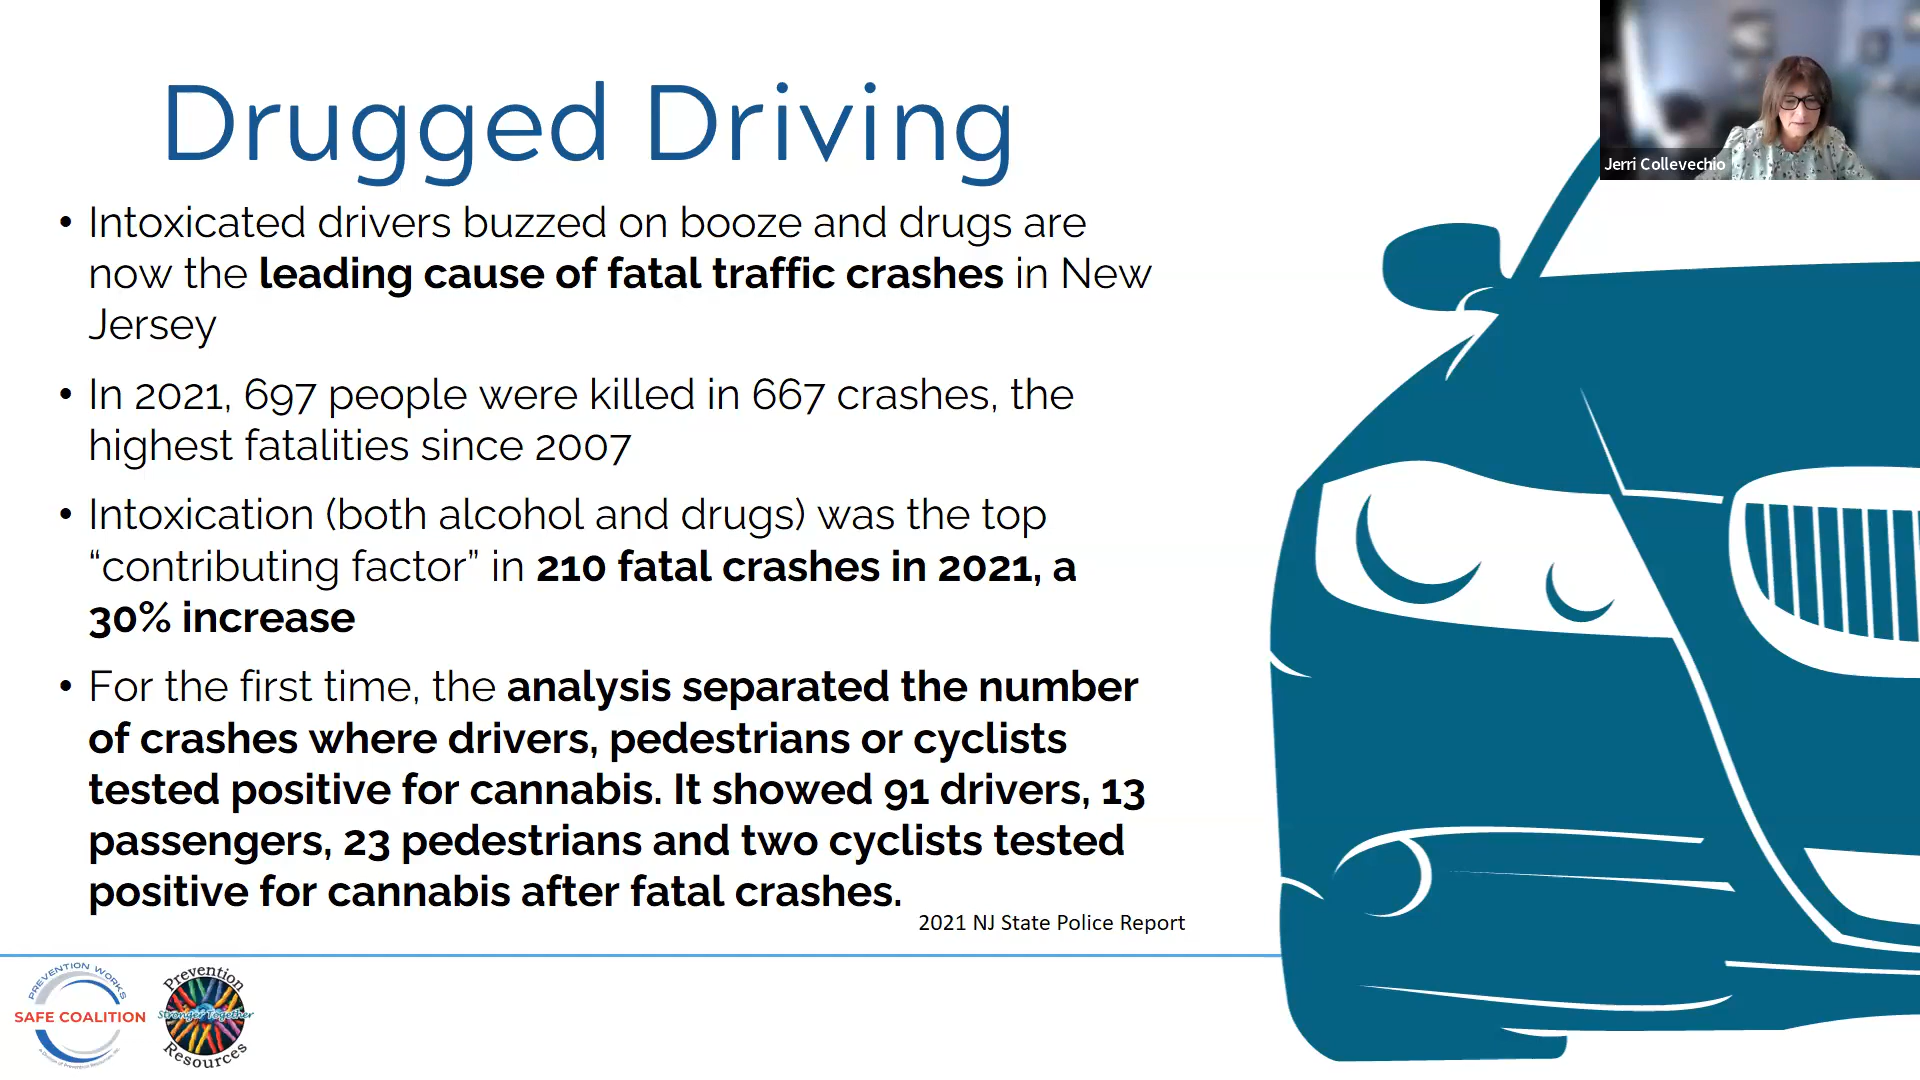 Drugged Driving
Jerri Collevechio
• Intoxicated drivers buzzed on booze and drugs are
now the leading cause of fatal traffic crashes in New
Jersey
• In 2021, 697 people were killed in 667 crashes, the
highest fatalities since 2007
• Intoxication (both alcohol and drugs) was the top
“contributing factor” in 210 fatal crashes in 2021, a
30% increase
• For the first time, the analysis separated the number
of crashes where drivers, pedestrians or cyclists
tested positive for cannabis. It showed 91 drivers, 13
passengers, 23 pedestrians and two cyclists tested
positive for cannabis after fatal crashes.
2021 NJ State Police Report
PREVENTION WORKS
SAFE COALITION
a Division of Prevention Resources, Inc.
Prevention
Stronger Together
Resources